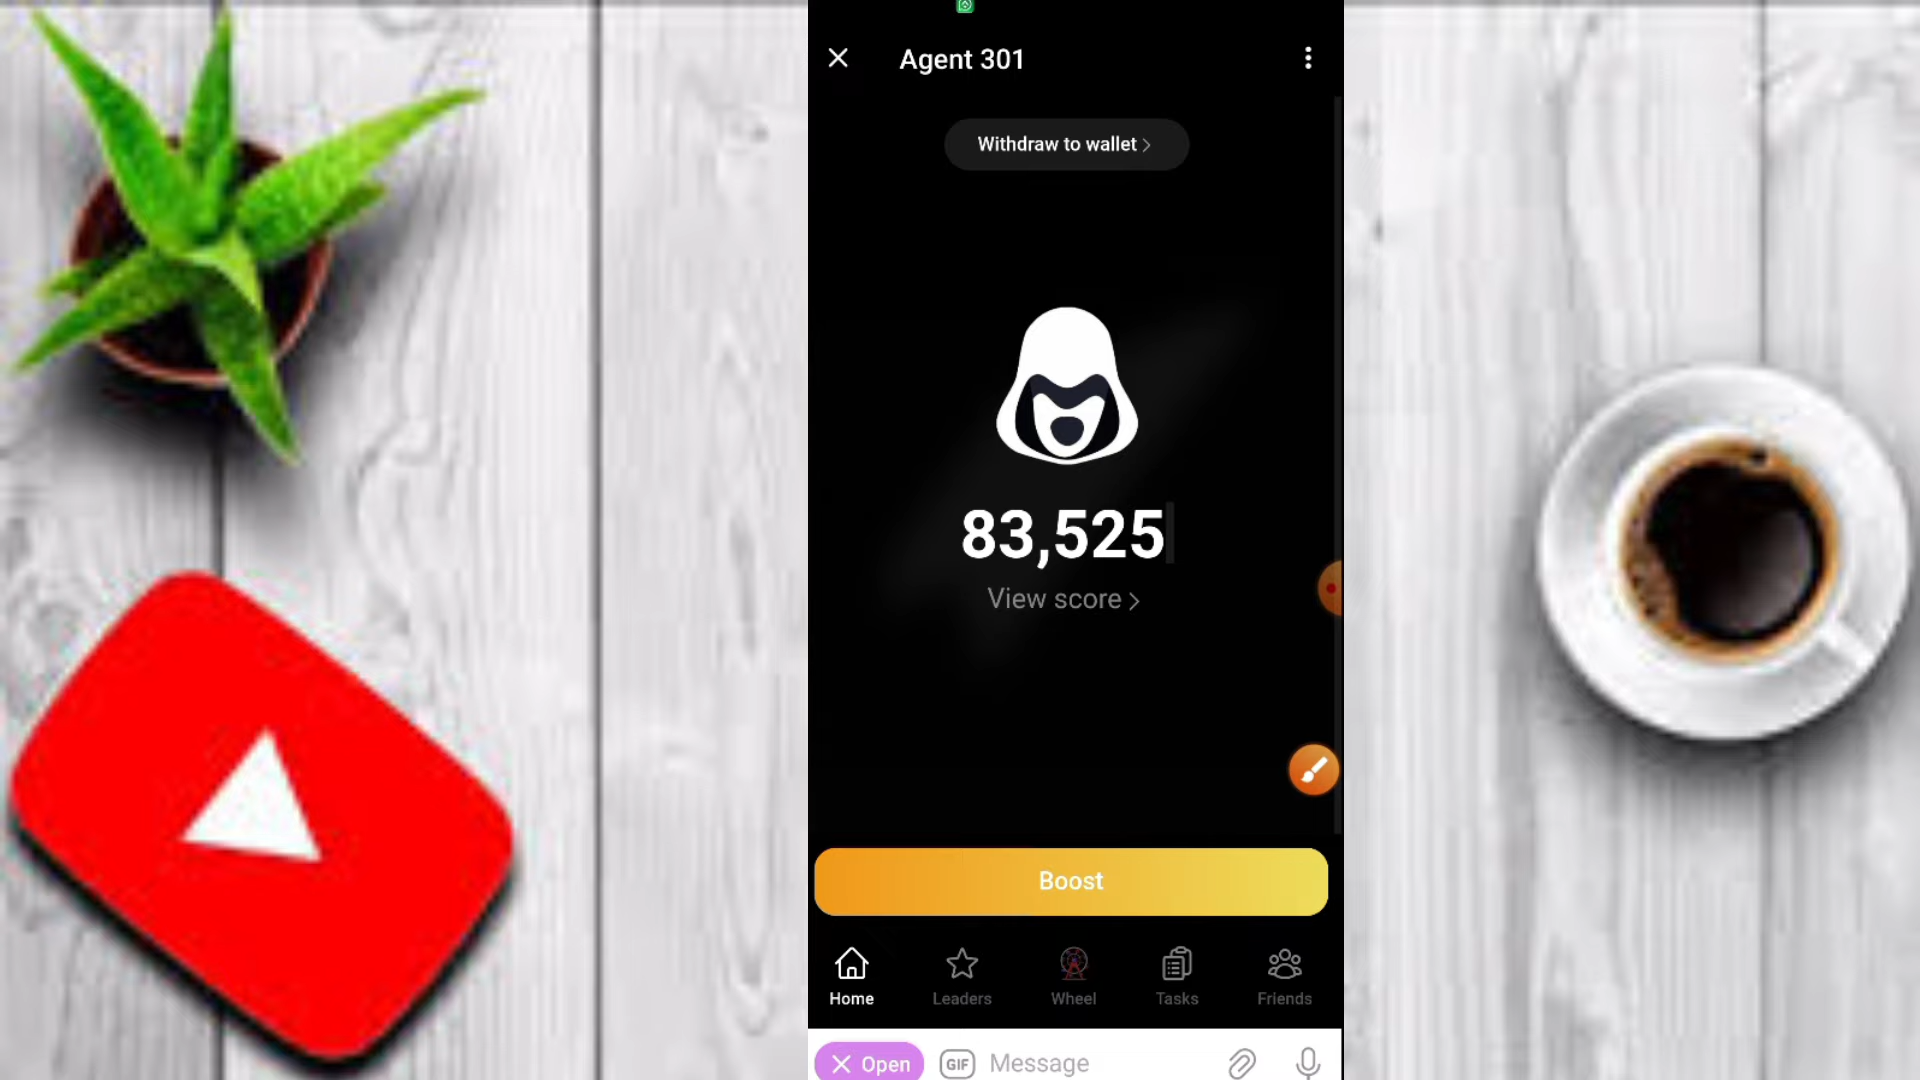 Agent 301
Withdraw to wallet >
83,525
View score >
Boost
Home
Leaders
Wheel
Tasks
Friends
Open
GIF
Message